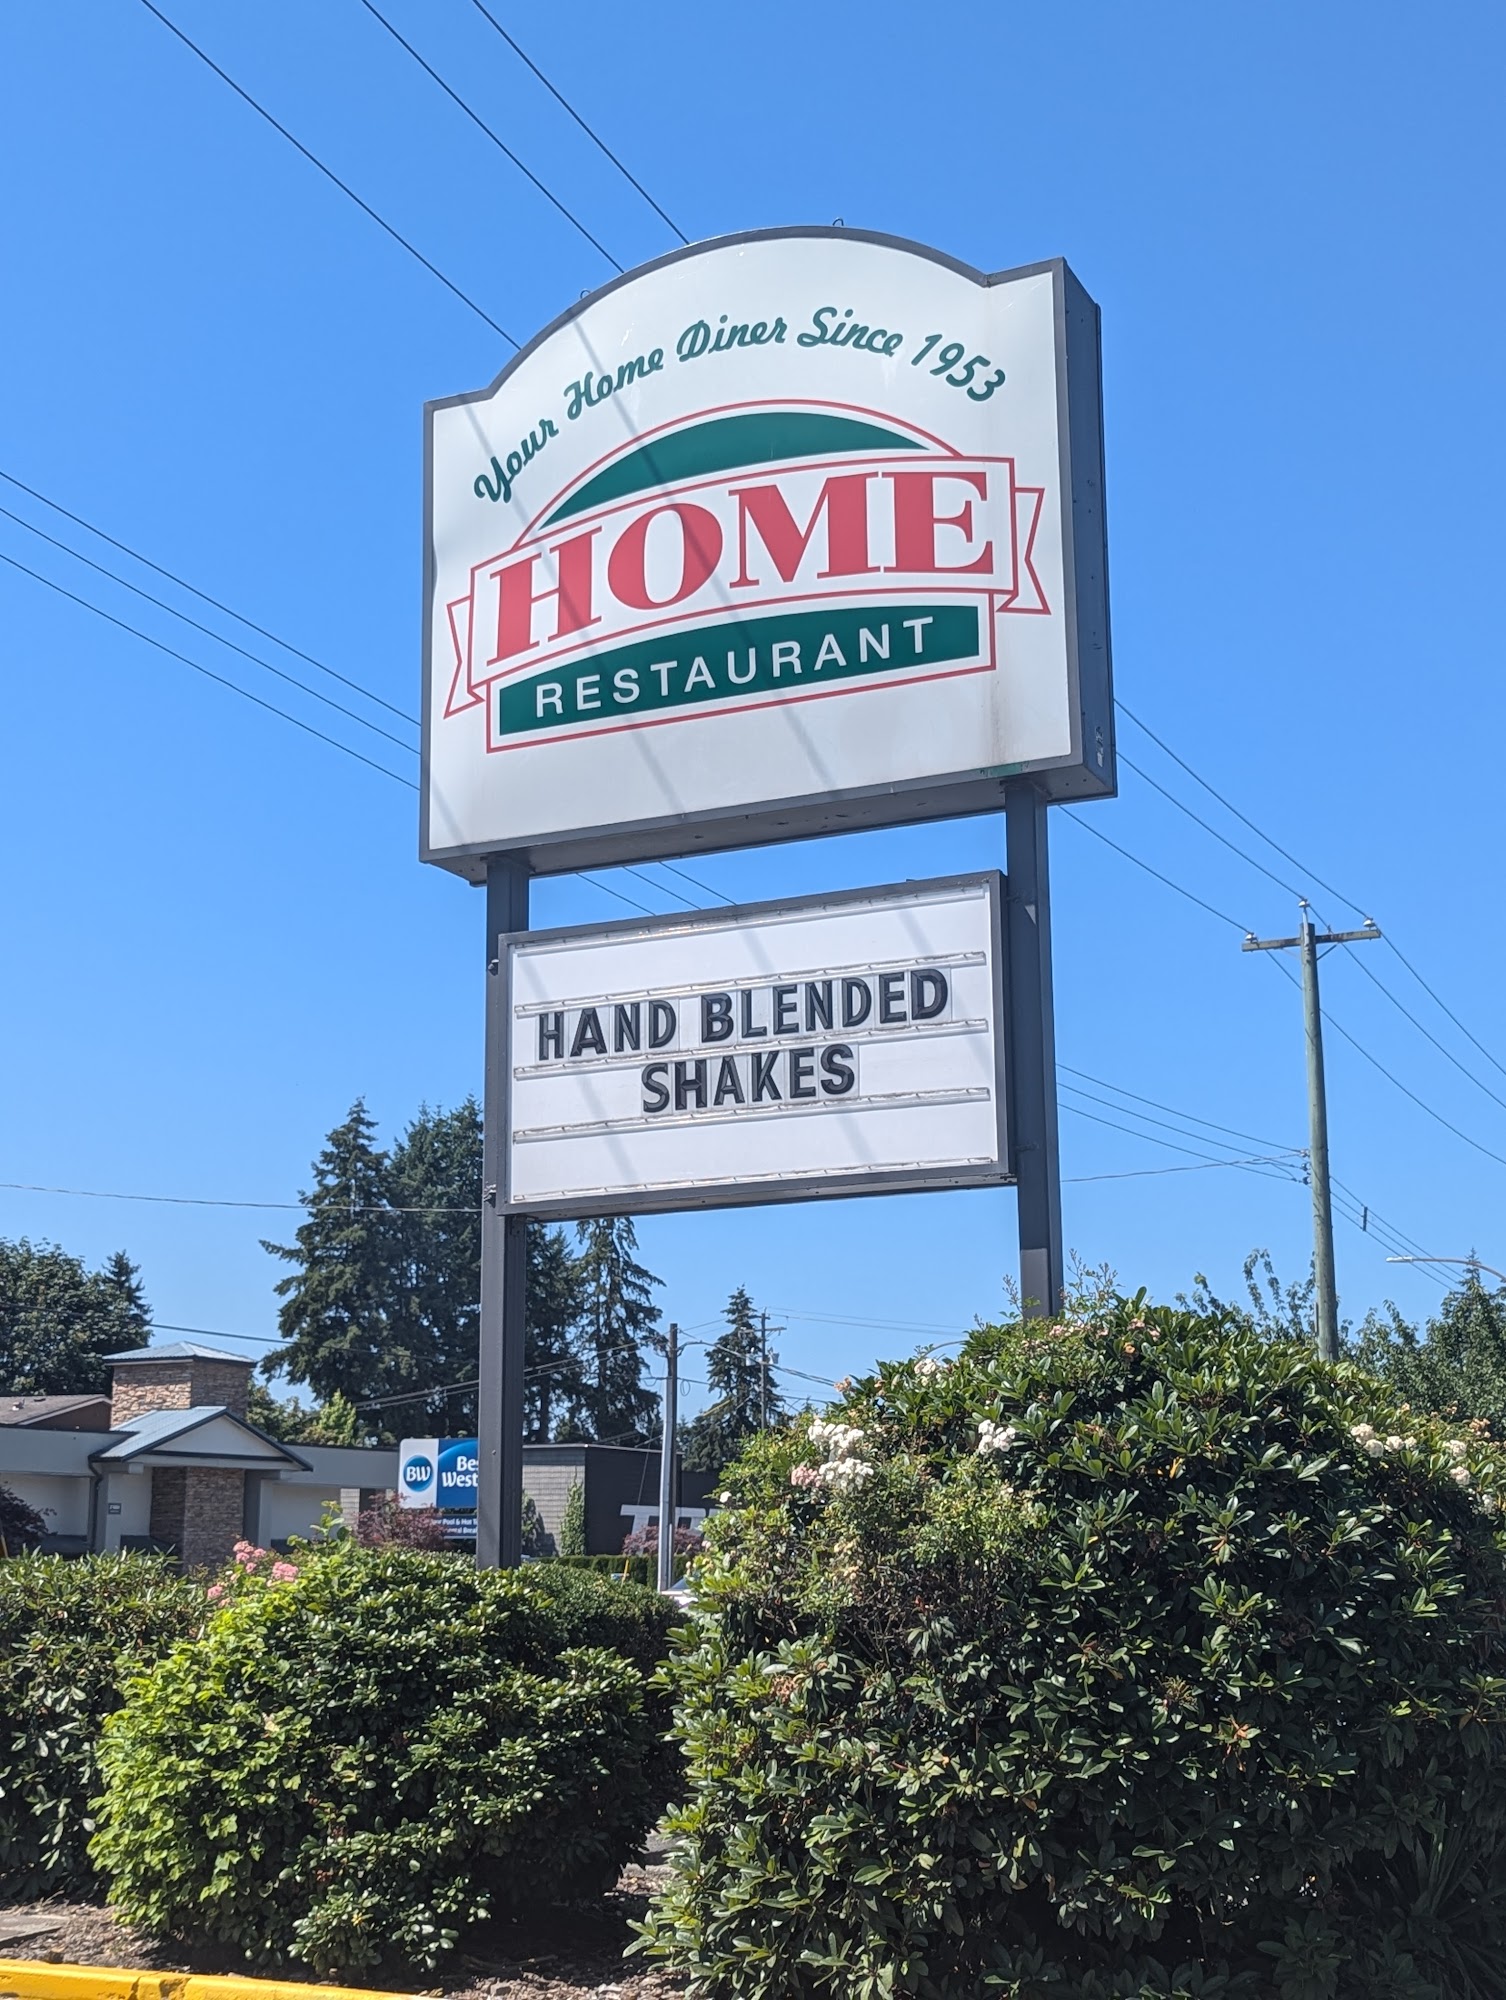 Your Home Diner Since 1953
HOME
RESTAURANT
HAND BLENDED
SHAKES
BW